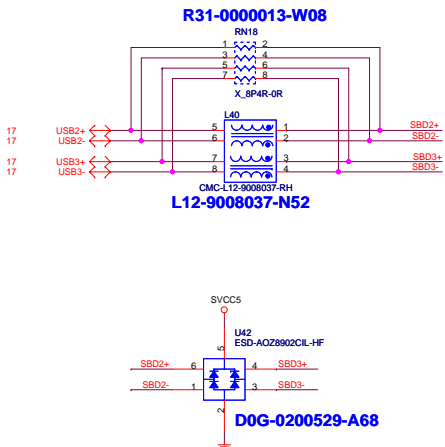 R31-0000013-W08
RN18
1 2
3 4
5 6
7 8
X_8P4R-0R
L40
17 USB2+ 5 1 SBD2+
17 USB2- 6 2 SBD2-
17 USB3+ 7 3 SBD3+
17 USB3- 8 4 SBD3-
CMC-L12-9008037-RH
L12-9008037-N52
SVCC5
U42
ESD-AOZ8902CIL-HF
5
SBD2+ 6 4 SBD3+
SBD2- 1 3 SBD3-
2
D0G-0200529-A68